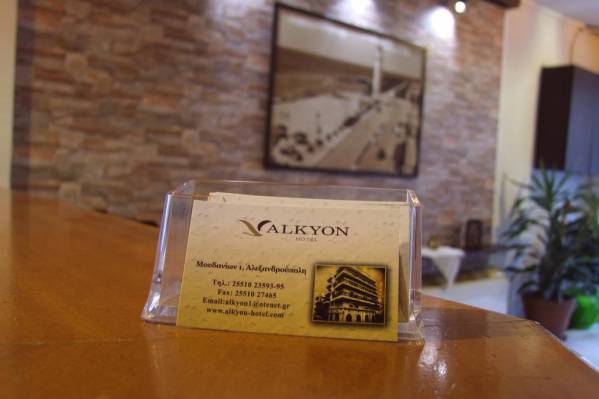 ALKYON
HOTEL
Μουδανίων 1, Αλεξανδρούπολη
Τηλ.: 25510 23593-95
Fax: 25510 27465
Email:alkyon1@otenet.gr
www.alkyon-hotel.com